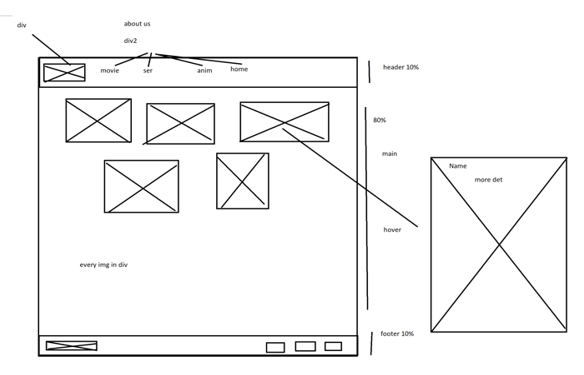 div
about us
div2
movie ser anim home
header 10%
80%
main
Name
more det
hover
every img in div
footer 10%